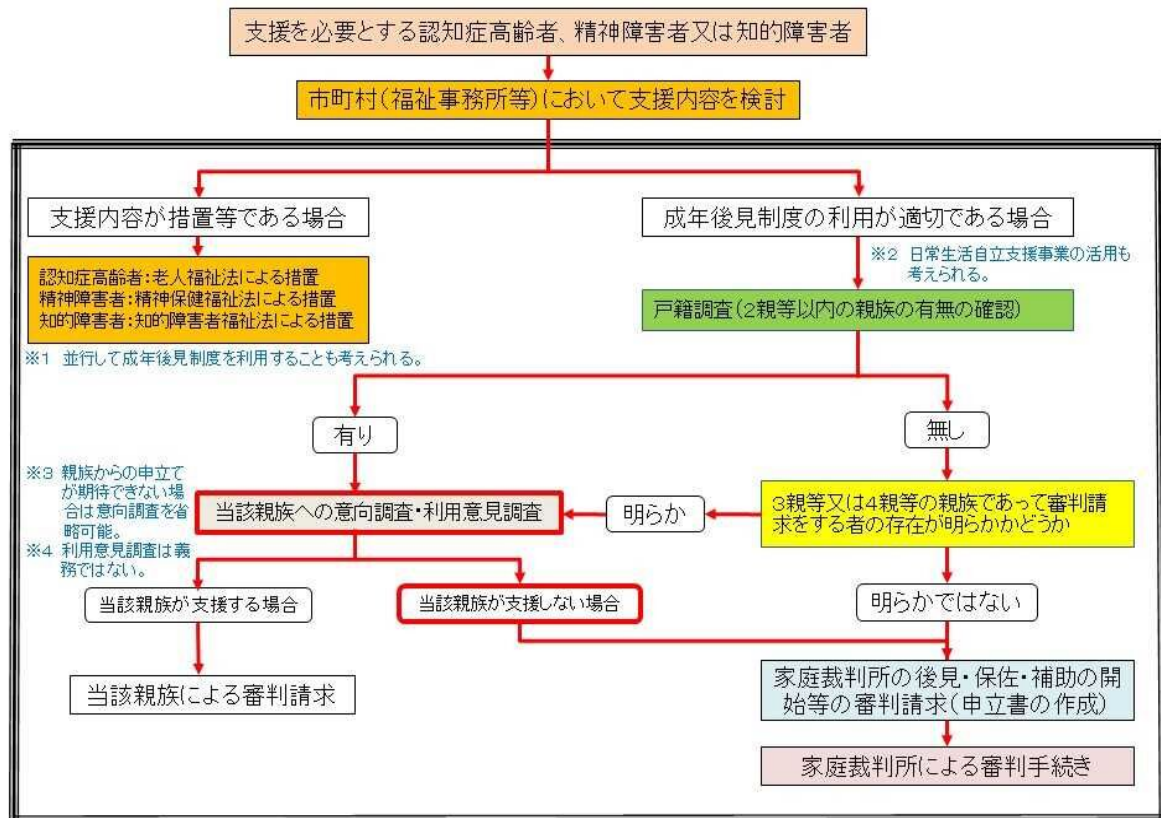 支援を必要とする認知症高齢者、精神障害者又は知的障害者
市町村(福祉事務所等)において支援内容を検討
支援内容が措置等である場合
成年後見制度の利用が適切である場合
※2 日常生活自立支援事業の活用も
考えられる。
認知症高齢者:老人福祉法による措置
精神障害者:精神保健福祉法による措置
知的障害者:知的障害者福祉法による措置
戸籍調査(2親等以内の親族の有無の確認)
※1 並行して成年後見制度を利用することも考えられる。
有り
無し
※3 親族からの申立て
が期待できない場
合は意向調査を省
略可能。
※4 利用意見調査は義
務ではない。
当該親族への意向調査・利用意見調査
明らか
3親等又は4親等の親族であって審判請
求をする者の存在が明らかかどうか
当該親族が支援する場合
当該親族が支援しない場合
明らかではない
当該親族による審判請求
家庭裁判所の後見・保佐・補助の開
始等の審判請求(申立書の作成)
家庭裁判所による審判手続き